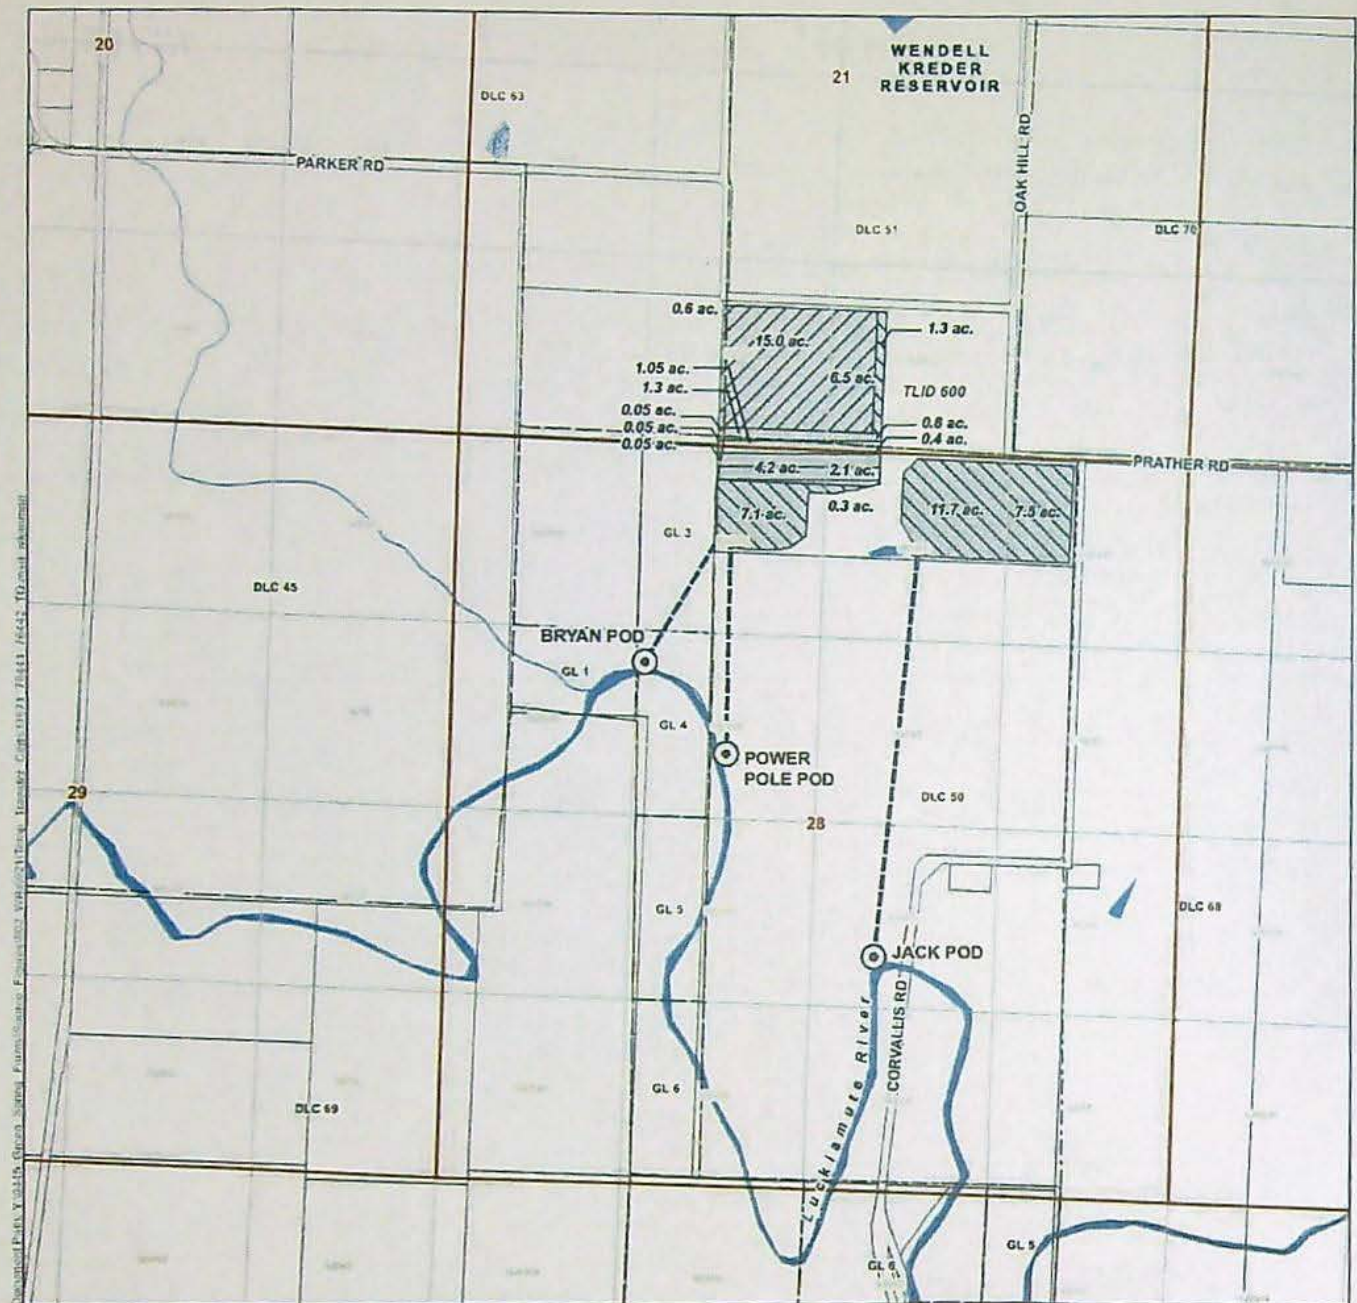 20
WENDELL
KREDER
RESERVOIR
21
DLC 63
PARKER RD
OAK HILL RD
DLC 51
DLC 70
0.6 ac.
15.0 ac.
1.3 ac.
1.05 ac.
6.5 ac.
1.3 ac.
TLID 600
0.05 ac.
0.05 ac.
0.05 ac.
0.4 ac.
PRATHER RD
4.2 ac.
2.1 ac.
7.1 ac.
0.3 ac.
11.7 ac.
7.5 ac.
GL 3
DLC 45
BRYAN POD
GL 1
GL 4
POWER
POLE POD
29
DLC 50
28
GL 5
DLC 68
JACK POD
Luckiamute River
CORVALLIS RD
GL 6
DLC 69
GL 5
GL 6